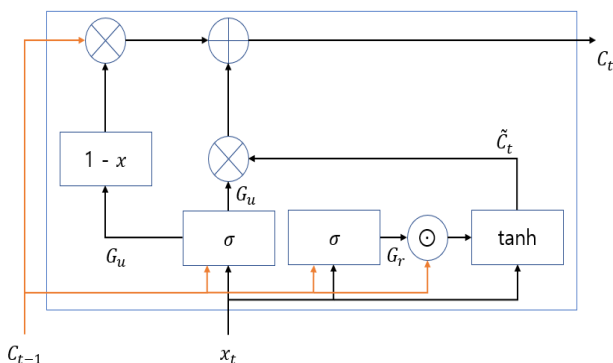 C_t
1 - x
C̃_t
G_u
G_u
σ
σ
G_r
tanh
C_{t-1}
x_t